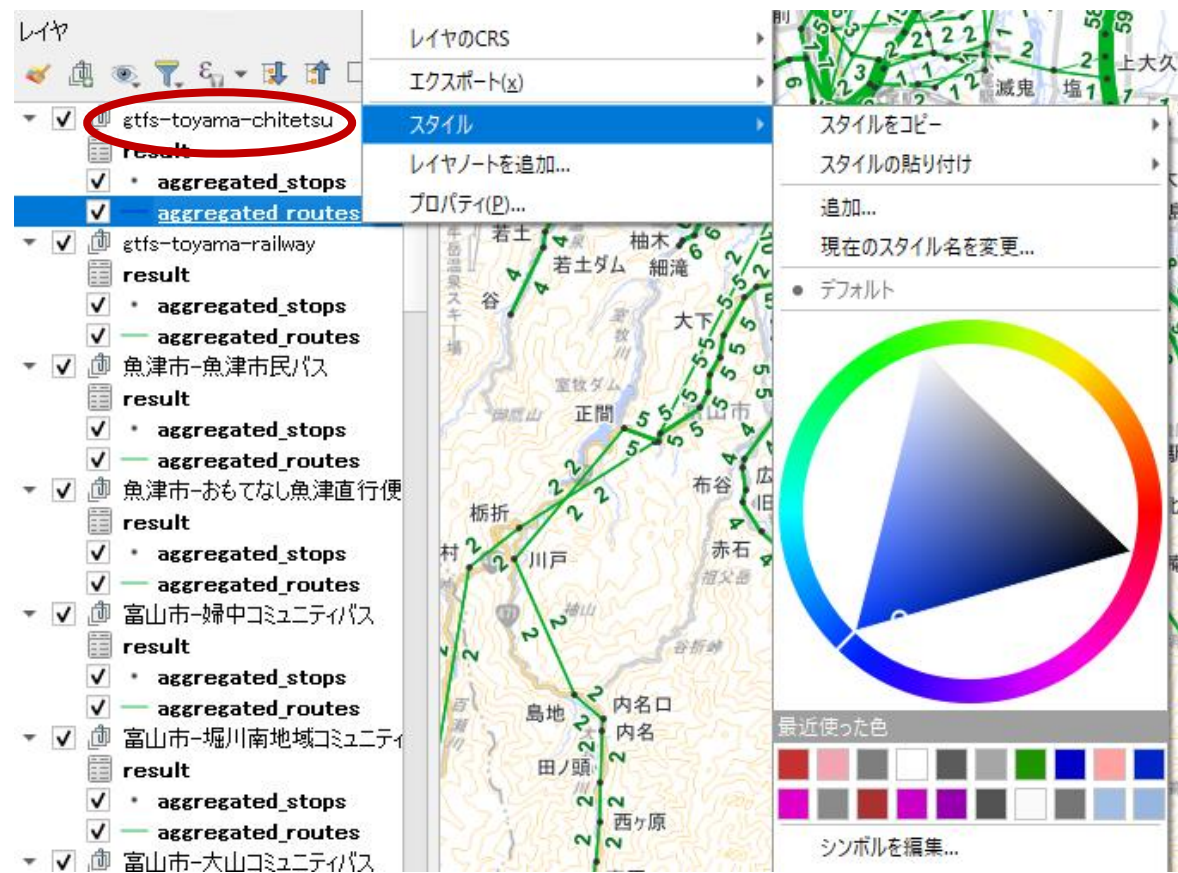 レイヤ
gtfs-toyama-chitetsu
result
aggregated_stops
aggregated_routes
gtfs-toyama-railway
result
aggregated_stops
aggregated_routes
魚津市-魚津市民バス
result
aggregated_stops
aggregated_routes
魚津市-おもてなし魚津直行便
result
aggregated_stops
aggregated_routes
富山市-婦中コミュニティバス
result
aggregated_stops
aggregated_routes
富山市-堀川南地域コミュニティ
result
aggregated_stops
aggregated_routes
富山市-大山コミュニティバス
レイヤのCRS
エクスポート(x)
スタイル
レイヤノートを追加...
プロパティ(P)...
スタイルをコピー
スタイルの貼り付け
追加...
現在のスタイル名を変更...
デフォルト
最近使った色
シンボルを編集...
上大久
滅鬼
塩
若土
柚木
若土ダム
細滝
谷
大下
室牧ダム
正間
布谷
栃折
川戸
赤石
祖父岳
谷折峠
島地
内名口
内名
田ノ頭
西ヶ原